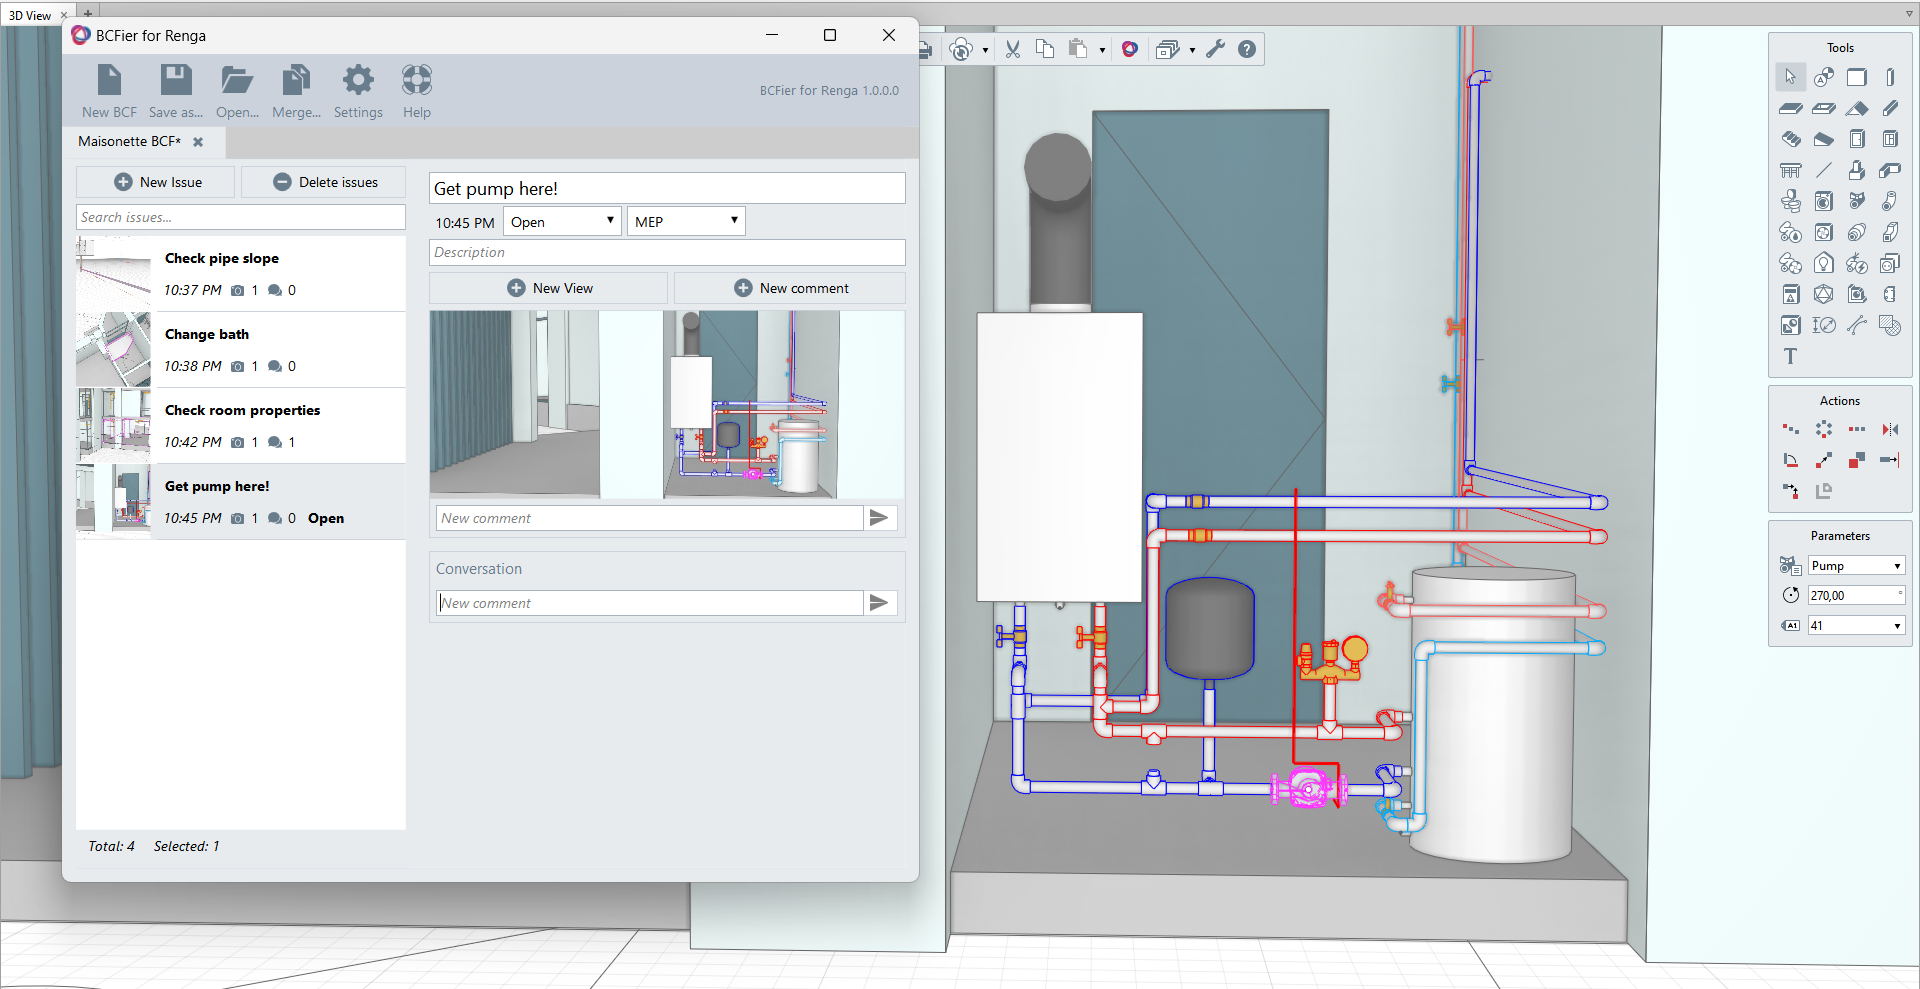 3D View
BCFier for Renga
New BCF
Save as...
Open...
Merge...
Settings
Help
BCFier for Renga 1.0.0.0
Maisonette BCF*
New Issue
Delete issues
Search issues...
Check pipe slope
10:37 PM 1 0
Change bath
10:38 PM 1 0
Check room properties
10:42 PM 1 1
Get pump here!
10:45 PM 1 0 Open
Total: 4 Selected: 1
Get pump here!
10:45 PM Open MEP
Description
New View
New comment
New comment
Conversation
New comment
Tools
T
Actions
Parameters
Pump
270,00 °
A1 41